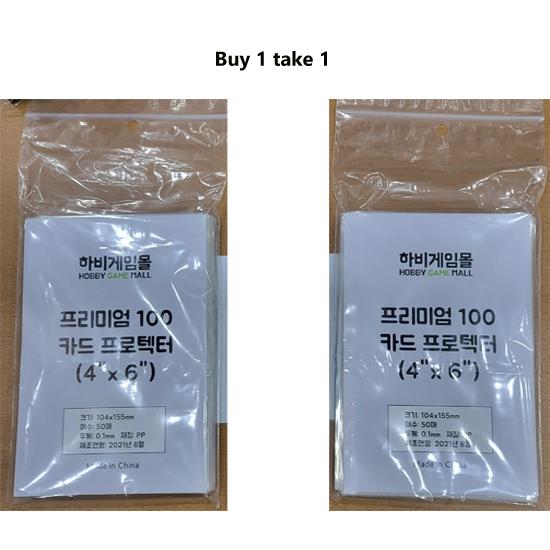 Buy 1 take 1
하비게임몰
HOBBY GAME MALL
프리미엄 100
카드 프로텍터
(4"x 6")
크기: 104x155mm
매수: 50매
두께: 0.1mm 재질: PP
제조연월: 2021년 8월
Made in China
하비게임몰
HOBBY GAME MALL
프리미엄 100
카드 프로텍터
(4"x 6")
크기: 104x155mm
매수: 50매
두께: 0.1mm 재질: PP
제조연월: 2021년 8월
Made in China